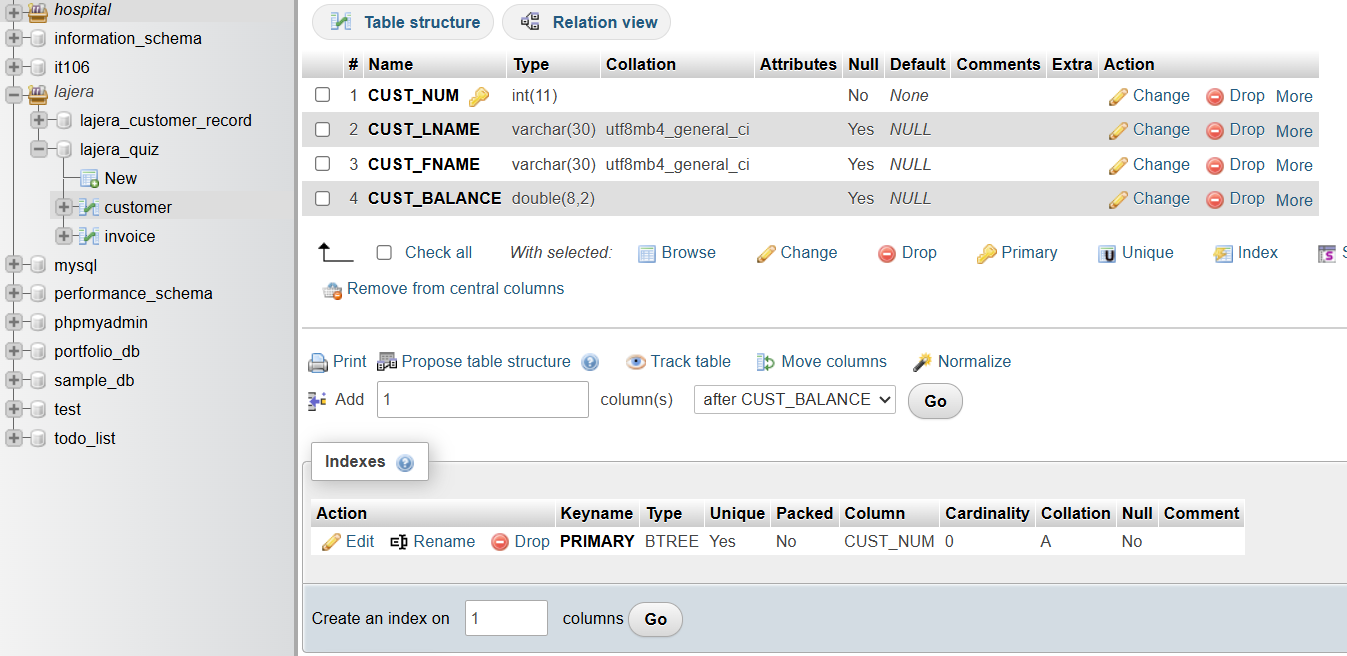 hospital
information_schema
it106
lajera
lajera_customer_record
lajera_quiz
New
customer
invoice
mysql
performance_schema
phpmyadmin
portfolio_db
sample_db
test
todo_list
Table structure Relation view
# Name Type Collation Attributes Null Default Comments Extra Action
1 CUST_NUM int(11) No None Change Drop More
2 CUST_LNAME varchar(30) utf8mb4_general_ci Yes NULL Change Drop More
3 CUST_FNAME varchar(30) utf8mb4_general_ci Yes NULL Change Drop More
4 CUST_BALANCE double(8,2) Yes NULL Change Drop More
Check all With selected: Browse Change Drop Primary Unique Index S
Remove from central columns
Print Propose table structure Track table Move columns Normalize
Add 1 column(s) after CUST_BALANCE Go
Indexes
Action Keyname Type Unique Packed Column Cardinality Collation Null Comment
Edit Rename Drop PRIMARY BTREE Yes No CUST_NUM 0 A No
Create an index on 1 columns Go